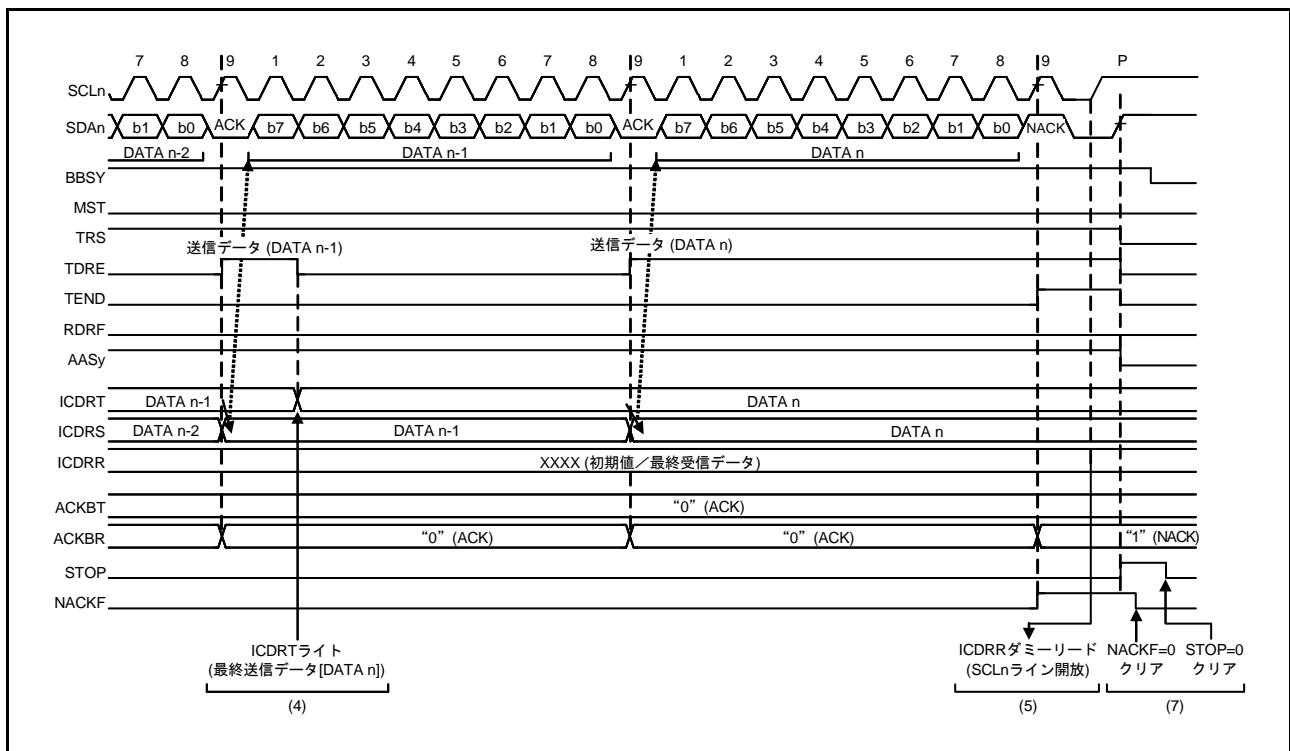 7 8 9 1 2 3 4 5 6 7 8 9 1 2 3 4 5 6 7 8 9 P
SCLn
SDAn b1 b0 ACK b7 b6 b5 b4 b3 b2 b1 b0 ACK b7 b6 b5 b4 b3 b2 b1 b0 NACK
DATA n-2 DATA n-1 DATA n
BBSY
MST
TRS
送信データ (DATA n-1) 送信データ (DATA n)
TDRE
TEND
RDRF
AASy
ICDRT DATA n-1 DATA n
ICDRS DATA n-2 DATA n-1 DATA n
ICDRR XXXX (初期値／最終受信データ)
ACKBT “0” (ACK)
ACKBR “0” (ACK) “0” (ACK) “1” (NACK)
STOP
NACKF
ICDRTライト
(最終送信データ[DATA n])
(4)
ICDRRダミーリード
(SCLnライン開放)
(5)
NACKF=0 STOP=0
クリア クリア
(7)